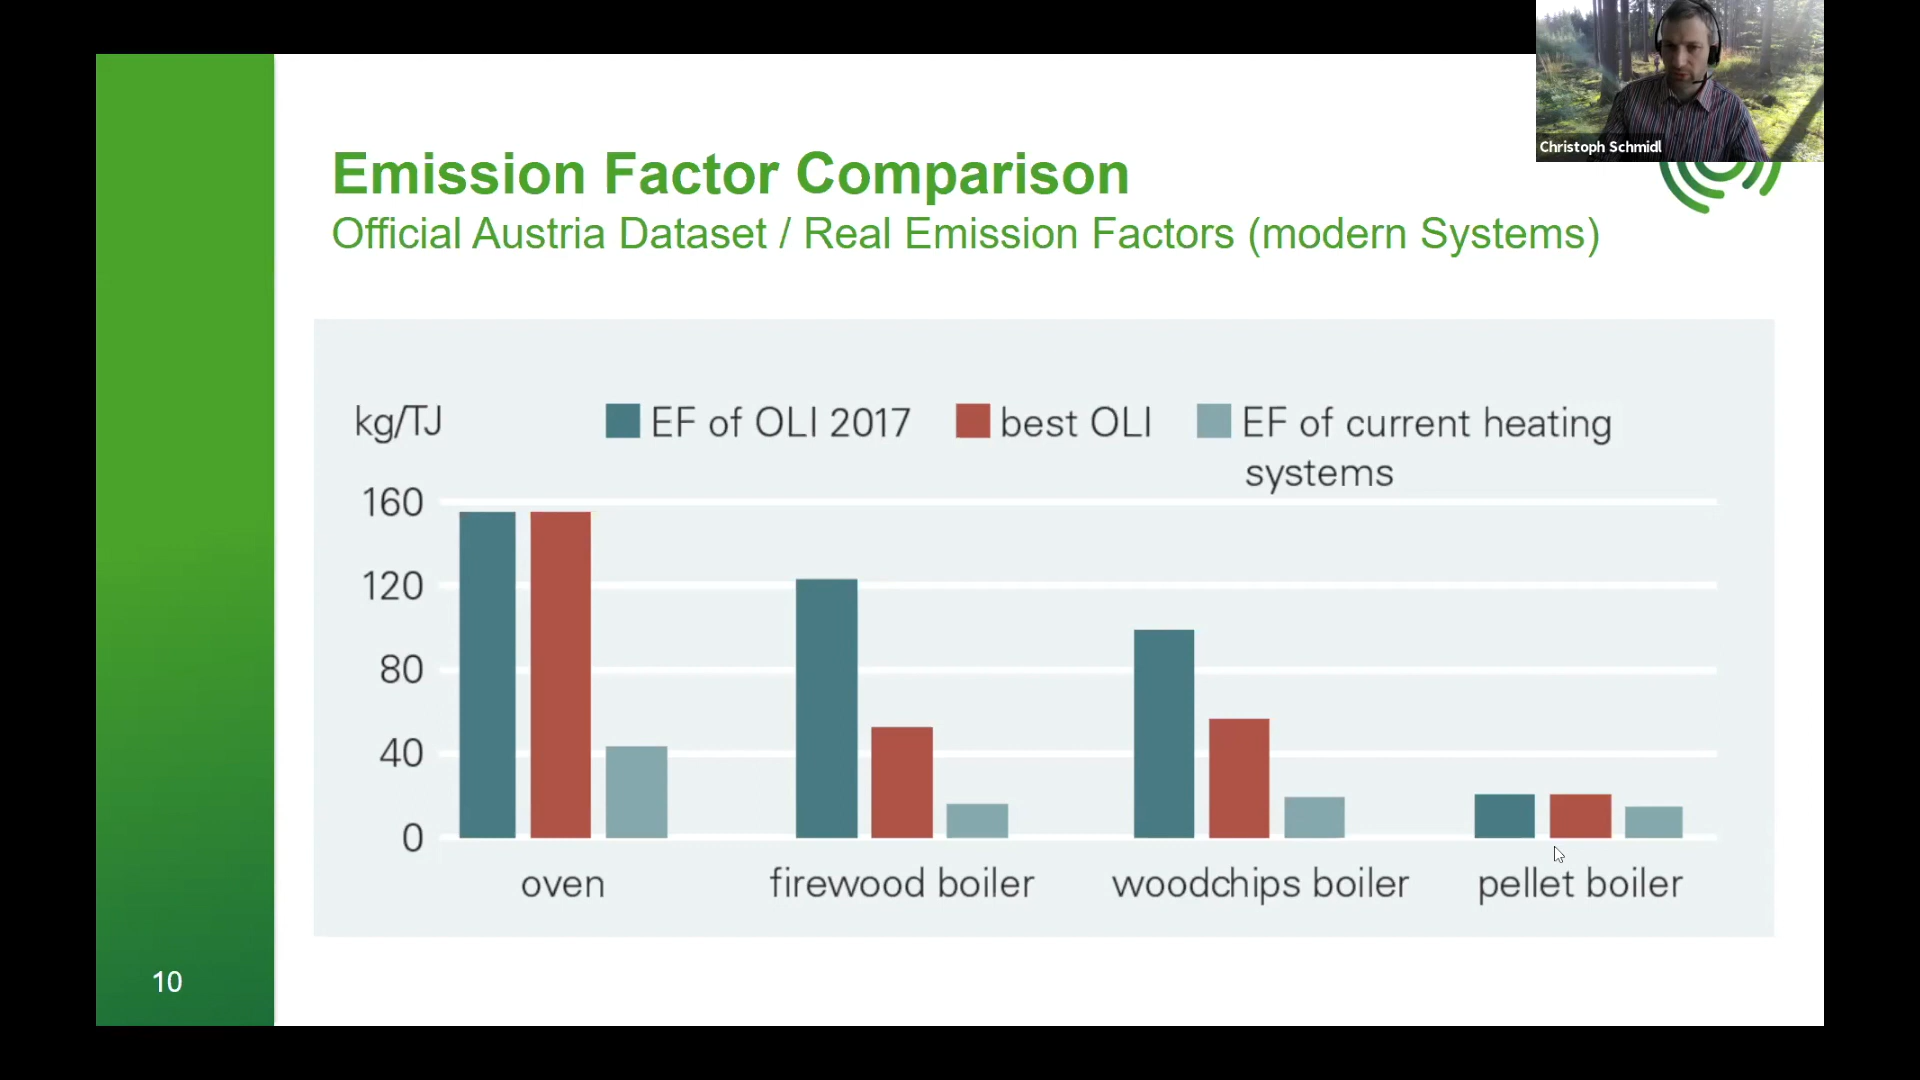 Christoph Schmidl
Emission Factor Comparison
Official Austria Dataset / Real Emission Factors (modern Systems)
kg/TJ
EF of OLI 2017
best OLI
EF of current heating
systems
160
120
80
40
0
oven
firewood boiler
woodchips boiler
pellet boiler
10